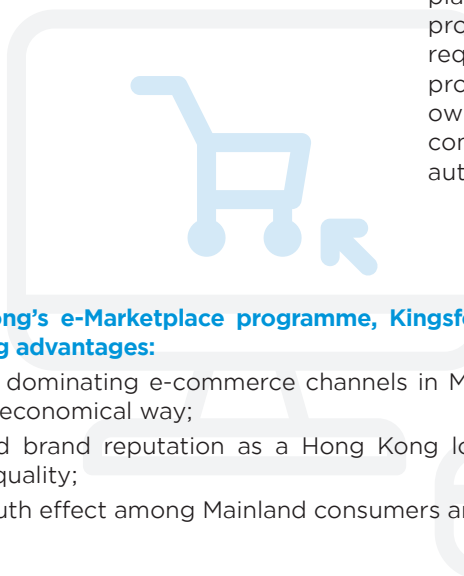 pla
pro
req
pro
ow
con
aut
ong's e-Marketplace programme, Kingsf
g advantages:
dominating e-commerce channels in M
economical way;
d brand reputation as a Hong Kong lo
quality;
uth effect among Mainland consumers ar